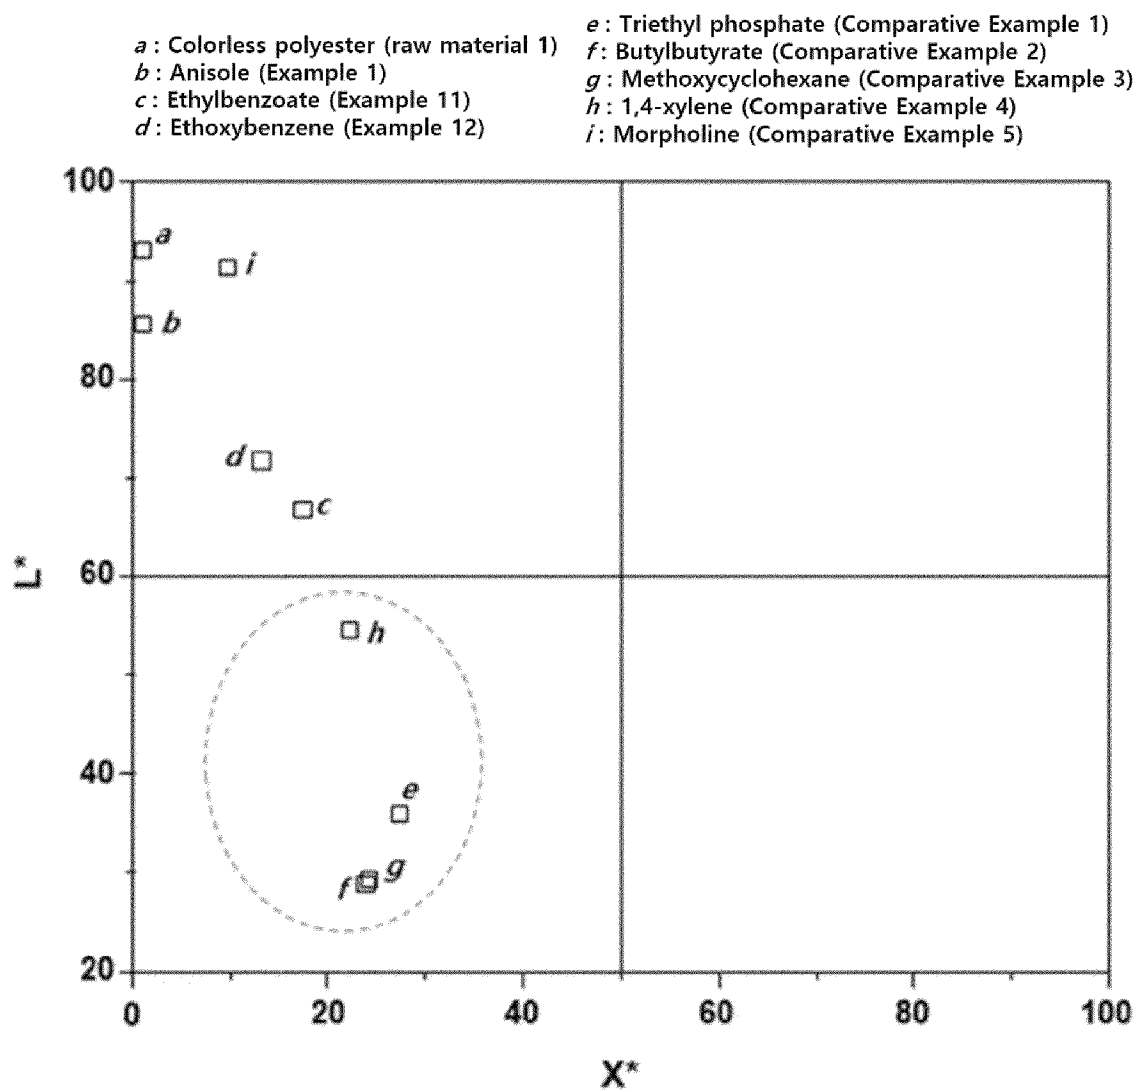 a : Colorless polyester (raw material 1)
b : Anisole (Example 1)
c : Ethylbenzoate (Example 11)
d : Ethoxybenzene (Example 12)
e : Triethyl phosphate (Comparative Example 1)
f : Butylbutyrate (Comparative Example 2)
g : Methoxycyclohexane (Comparative Example 3)
h : 1,4-xylene (Comparative Example 4)
i : Morpholine (Comparative Example 5)
100
a
i
b
80
d
c
L*
60
h
40
e
g
f
20
0 20 40 60 80 100
X*